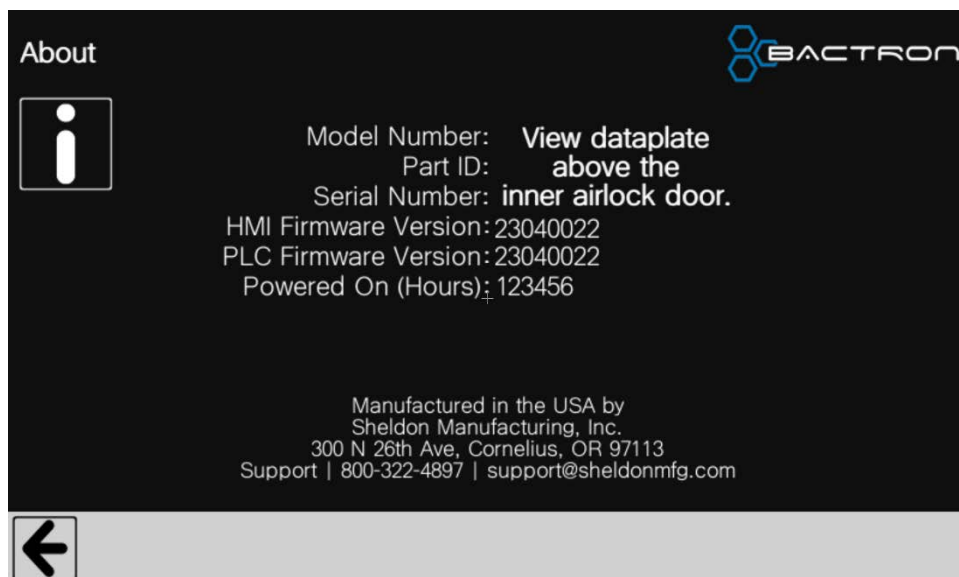 About
BACTRON
Model Number: View dataplate
Part ID: above the
Serial Number: inner airlock door.
HMI Firmware Version: 23040022
PLC Firmware Version: 23040022
Powered On (Hours): 123456
Manufactured in the USA by
Sheldon Manufacturing, Inc.
300 N 26th Ave, Cornelius, OR 97113
Support | 800-322-4897 | support@sheldonmfg.com